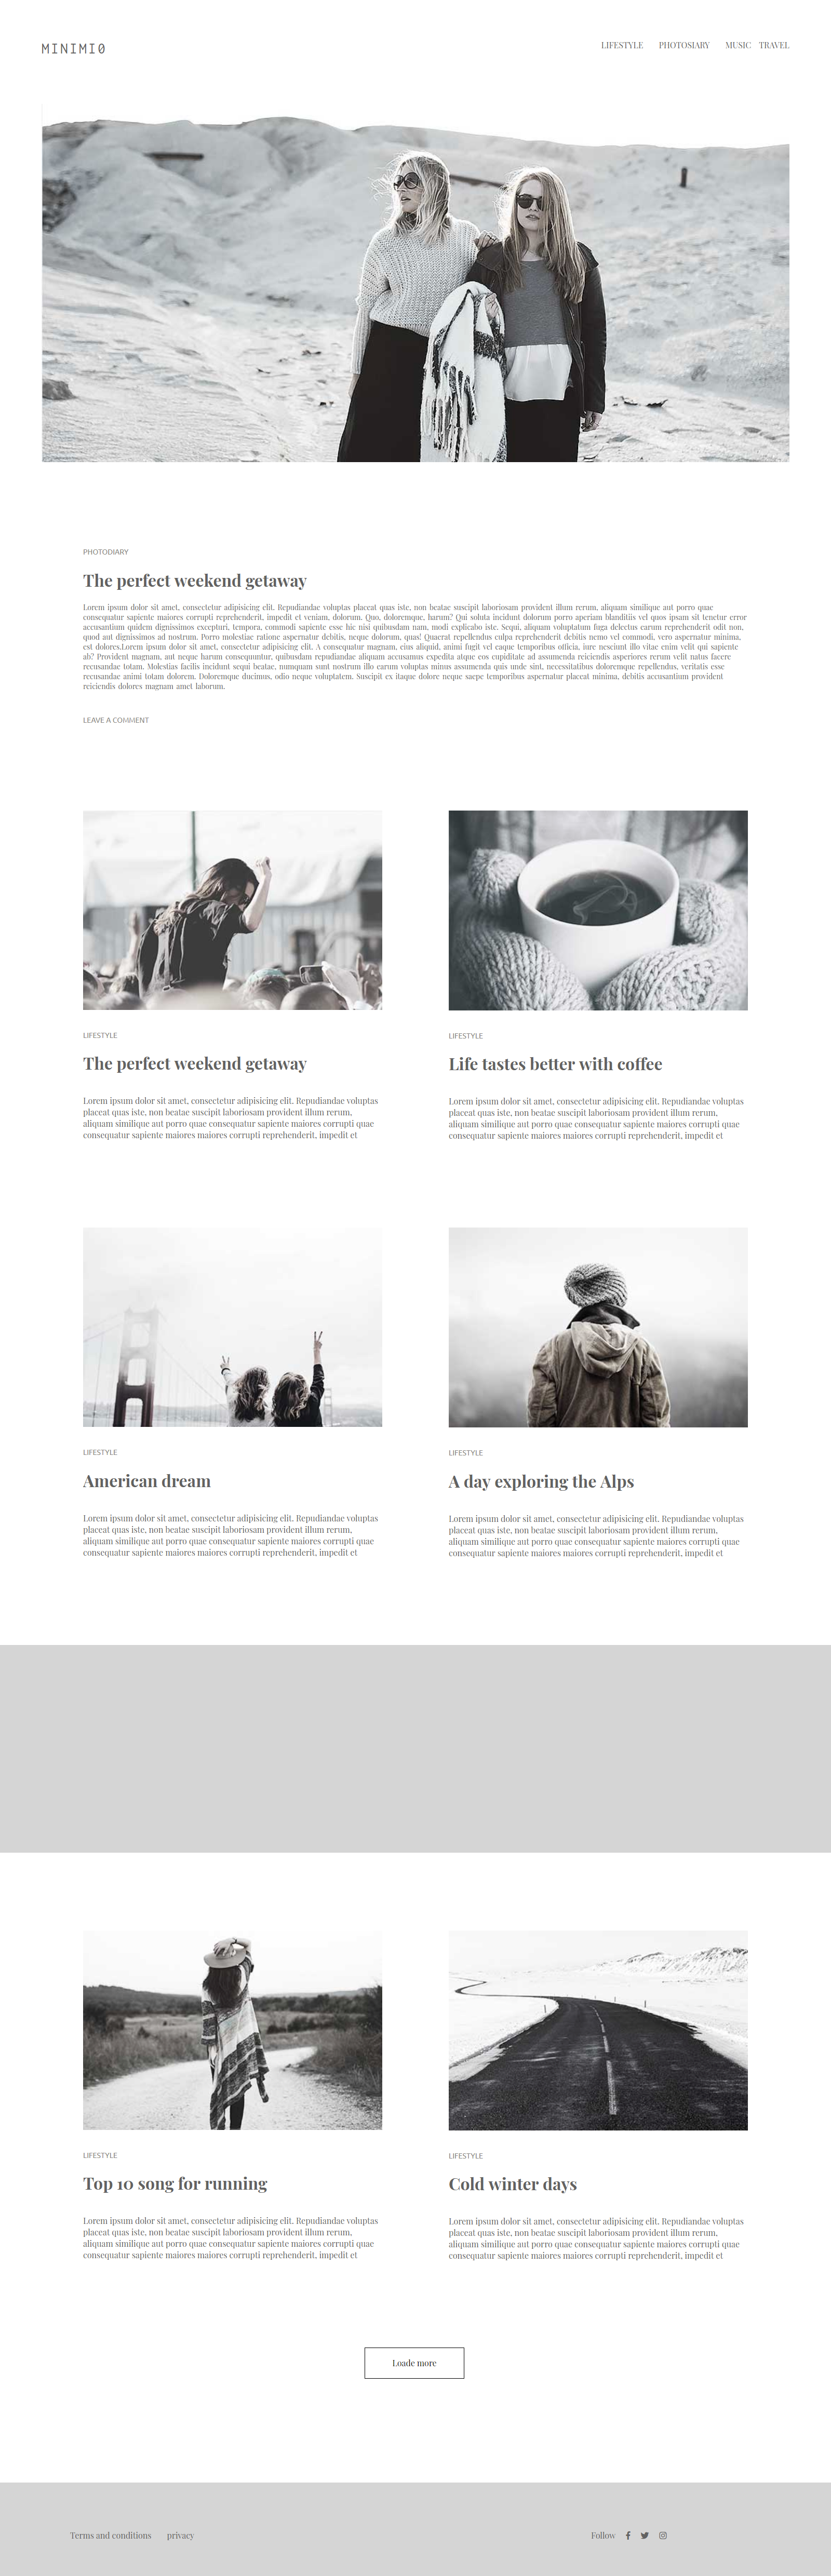 MINIMI0
LIFESTYLE PHOTOSIARY MUSIC TRAVEL
PHOTODIARY
The perfect weekend getaway
Lorem ipsum dolor sit amet, consectetur adipisicing elit. Repudiandae voluptas placeat quas iste, non beatae suscipit laboriosam provident illum rerum, aliquam similique aut porro quae
consequatur sapiente maiores corrupti reprehenderit, impedit et veniam, dolorum. Quo, doloremque, harum? Qui soluta incidunt dolorum porro aperiam blanditiis vel quos ipsam sit tenetur error
accusantium quidem dignissimos excepturi, tempora, commodi sapiente esse hic nisi quibusdam nam, modi explicabo iste. Sequi, aliquam voluptatum fuga delectus earum reprehenderit odit non,
quod aut dignissimos ad nostrum. Porro molestiae ratione aspernatur debitis, neque dolorum, quas! Quaerat repellendus culpa reprehenderit debitis nemo vel commodi, vero aspernatur minima,
est dolores.Lorem ipsum dolor sit amet, consectetur adipisicing elit. A consequatur magnam, eius aliquid, animi fugit vel eaque temporibus officia, iure nesciunt illo vitae enim velit qui sapiente
ab? Provident magnam, aut neque harum consequuntur, quibusdam repudiandae aliquam accusamus expedita atque eos cupiditate ad assumenda reiciendis asperiores rerum velit natus facere
recusandae totam. Molestias facilis incidunt sequi beatae, numquam sunt nostrum illo earum voluptas minus assumenda quis unde sint, necessitatibus doloremque repellendus, veritatis esse
recusandae animi totam dolorem. Doloremque ducimus, odio neque voluptatem. Suscipit ex itaque dolore neque saepe temporibus aspernatur placeat minima, debitis accusantium provident
reiciendis dolores magnam amet laborum.
LEAVE A COMMENT
LIFESTYLE
The perfect weekend getaway
Lorem ipsum dolor sit amet, consectetur adipisicing elit. Repudiandae voluptas
placeat quas iste, non beatae suscipit laboriosam provident illum rerum,
aliquam similique aut porro quae consequatur sapiente maiores corrupti quae
consequatur sapiente maiores maiores corrupti reprehenderit, impedit et
LIFESTYLE
Life tastes better with coffee
Lorem ipsum dolor sit amet, consectetur adipisicing elit. Repudiandae voluptas
placeat quas iste, non beatae suscipit laboriosam provident illum rerum,
aliquam similique aut porro quae consequatur sapiente maiores corrupti quae
consequatur sapiente maiores maiores corrupti reprehenderit, impedit et
LIFESTYLE
American dream
Lorem ipsum dolor sit amet, consectetur adipisicing elit. Repudiandae voluptas
placeat quas iste, non beatae suscipit laboriosam provident illum rerum,
aliquam similique aut porro quae consequatur sapiente maiores corrupti quae
consequatur sapiente maiores maiores corrupti reprehenderit, impedit et
LIFESTYLE
A day exploring the Alps
Lorem ipsum dolor sit amet, consectetur adipisicing elit. Repudiandae voluptas
placeat quas iste, non beatae suscipit laboriosam provident illum rerum,
aliquam similique aut porro quae consequatur sapiente maiores corrupti quae
consequatur sapiente maiores maiores corrupti reprehenderit, impedit et
LIFESTYLE
Top 10 song for running
Lorem ipsum dolor sit amet, consectetur adipisicing elit. Repudiandae voluptas
placeat quas iste, non beatae suscipit laboriosam provident illum rerum,
aliquam similique aut porro quae consequatur sapiente maiores corrupti quae
consequatur sapiente maiores maiores corrupti reprehenderit, impedit et
LIFESTYLE
Cold winter days
Lorem ipsum dolor sit amet, consectetur adipisicing elit. Repudiandae voluptas
placeat quas iste, non beatae suscipit laboriosam provident illum rerum,
aliquam similique aut porro quae consequatur sapiente maiores corrupti quae
consequatur sapiente maiores maiores corrupti reprehenderit, impedit et
Loade more
Terms and conditions privacy Follow